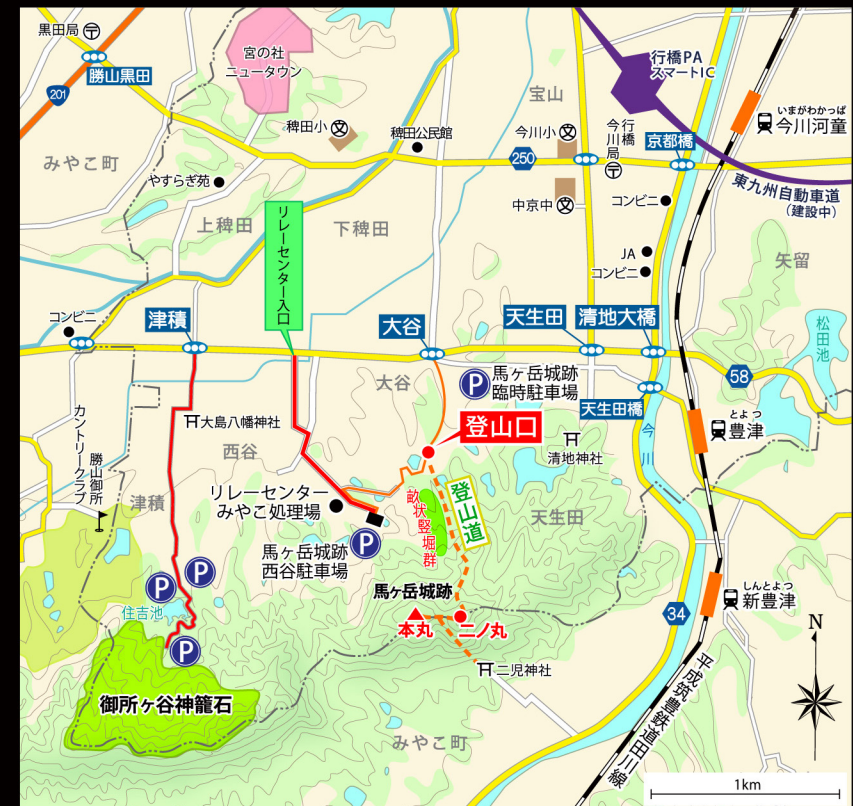 黒田局
勝山黒田
201
宮の社
ニュータウン
行橋PA
スマートIC
宝山
いまがわかっぱ
今川河童
稗田小
稗田公民館
今川小
行橋
今川局
京都橋
250
みやこ町
やすらぎ苑
中京中
コンビニ
東九州自動車道
(建設中)
上稗田
下稗田
リレーセンター入口
JA
コンビニ
矢留
コンビニ
津積
大谷
天生田
清地大橋
松田池
58
大谷
馬ヶ岳城跡
臨時駐車場
天生田橋
とよつ
豊津
大島八幡神社
登山口
清地神社
今川
西谷
カントリークラブ
勝山御所
津積
リレーセンター
みやこ処理場
畝状竪堀群
登山道
天生田
馬ヶ岳城跡
西谷駐車場
住吉池
馬ヶ岳城跡
本丸
二ノ丸
34
しんとよつ
新豊津
二児神社
御所ヶ谷神籠石
みやこ町
平成筑豊鉄道田川線
N
1km
P
P
P
P
P